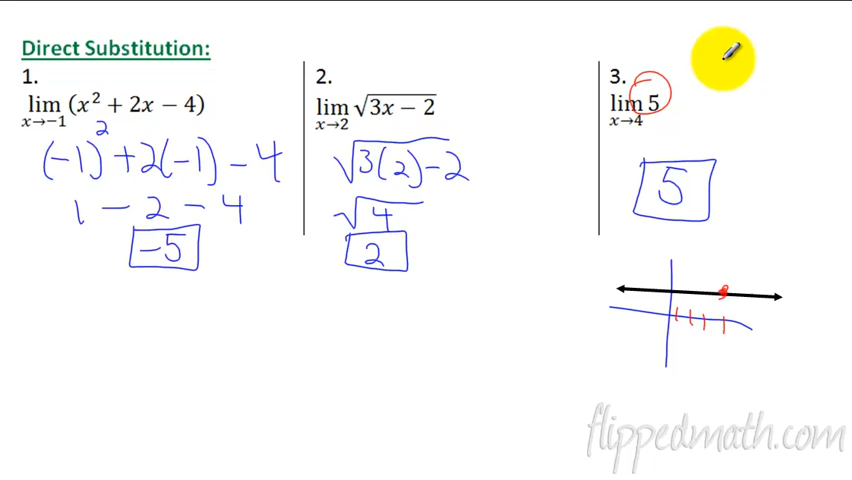 Direct Substitution:
1.
lim (x² + 2x − 4)
x→−1
(−1)² + 2(−1) − 4
1 − 2 − 4
−5
2.
lim √3x − 2
x→2
√3(2) − 2
√4
2
3.
lim 5
x→4
5
flippedmath.com